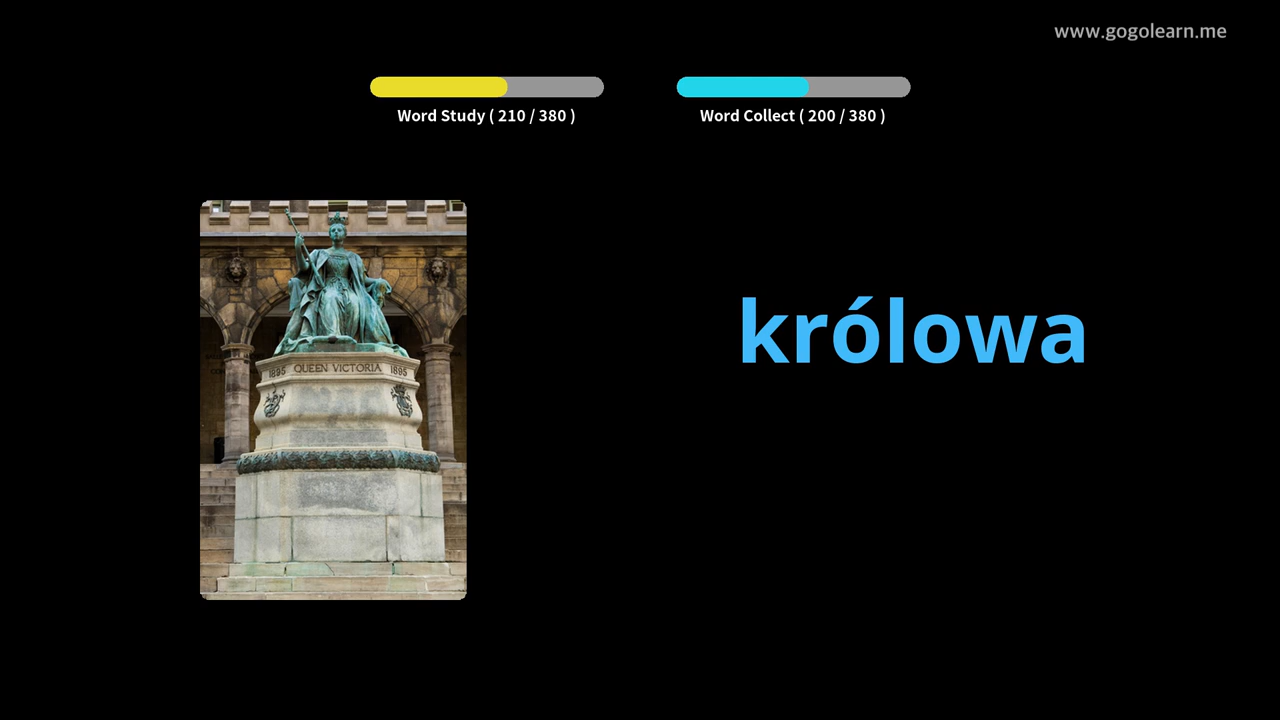 www.gogolearn.me
Word Study ( 210 / 380 )
Word Collect ( 200 / 380 )
królowa
1895 QUEEN VICTORIA 1895